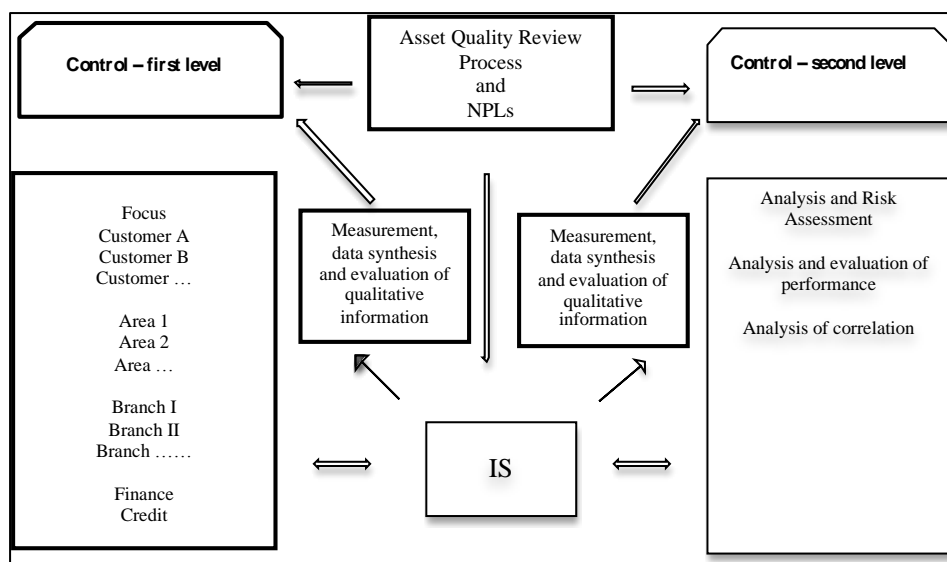 Control – first level
Asset Quality Review
Process
and
NPLs
Control – second level
Focus
Customer A
Customer B
Customer …
Area 1
Area 2
Area …
Branch I
Branch II
Branch ……
Finance
Credit
Measurement,
data synthesis
and evaluation of
qualitative
information
Measurement,
data synthesis
and evaluation of
qualitative
information
Analysis and Risk
Assessment
Analysis and evaluation of
performance
Analysis of correlation
IS